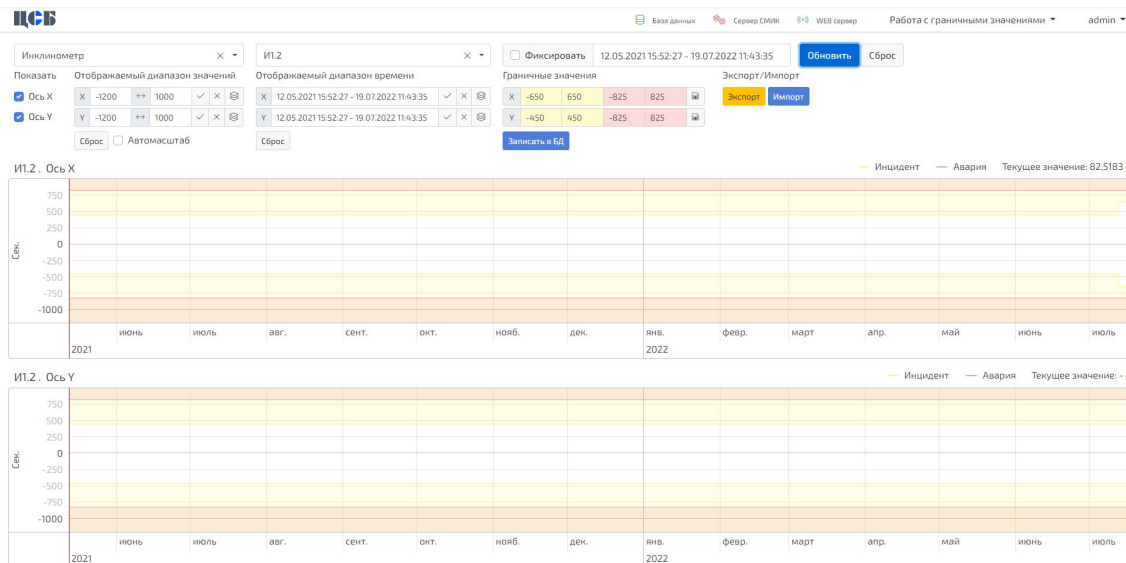 ЦСБ База данных Сервер СМИК WEB сервер Работа с граничными значениями admin
Инклинометр И1.2 Фиксировать 12.05.2021 15:52:27 - 19.07.2022 11:43:35 Обновить Сброс
Показать Отображаемый диапазон значений Отображаемый диапазон времени Граничные значения Экспорт/Импорт
Ось X X -1200 1000 X 12.05.2021 15:52:27 - 19.07.2022 11:43:35 X -650 650 -825 825 Экспорт Импорт
Ось Y Y -1200 1000 Y 12.05.2021 15:52:27 - 19.07.2022 11:43:35 Y -450 450 -825 825
Сброс Автомасштаб Сброс Записать в БД
И1.2 . Ось X Инцидент Авария Текущее значение: 82,5183
750
500
250
0
-250
-500
-750
-1000
Сек.
июнь июль авг. сент. окт. нояб. дек. янв. февр. март апр. май июнь июль
2021 2022
И1.2 . Ось Y Инцидент Авария Текущее значение: -
750
500
250
0
-250
-500
-750
-1000
Сек.
июнь июль авг. сент. окт. нояб. дек. янв. февр. март апр. май июнь июль
2021 2022